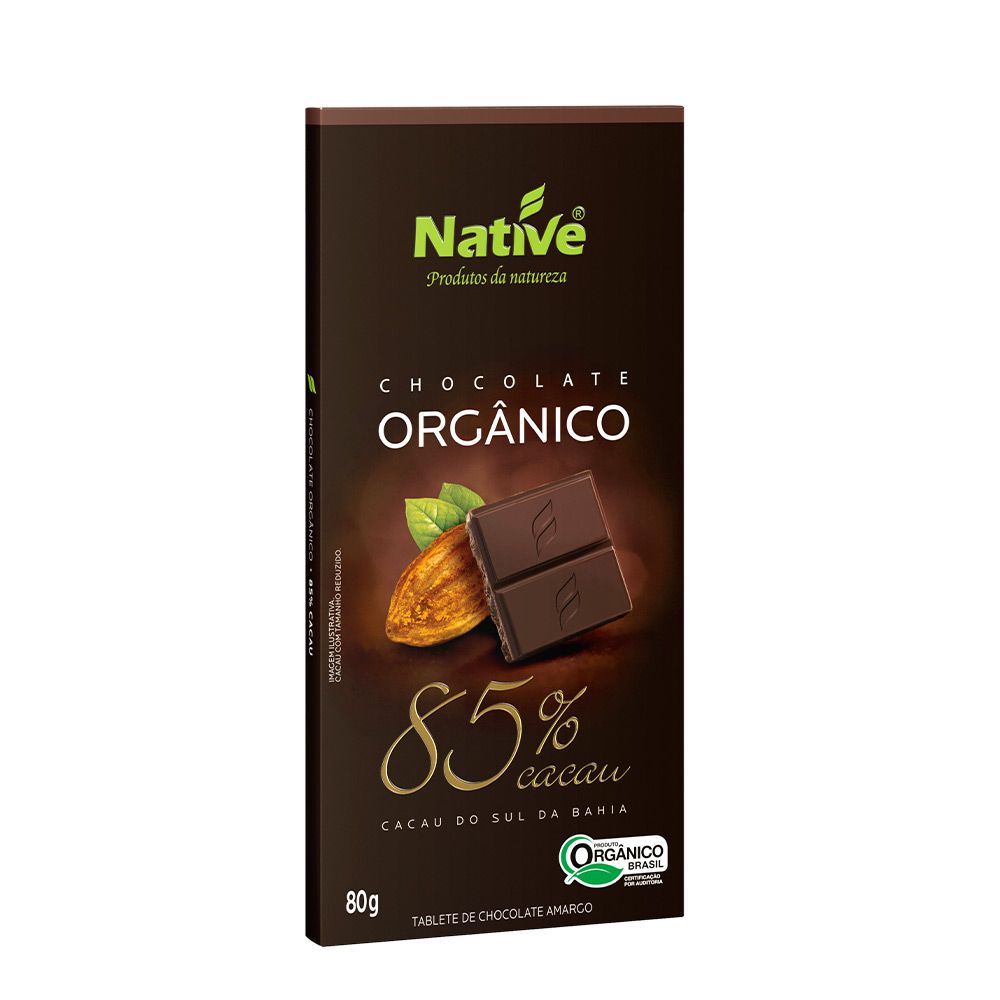 Native®
Produtos da natureza
CHOCOLATE
ORGÂNICO
85%
cacau
CACAU DO SUL DA BAHIA
PRODUTO
ORGÂNICO
BRASIL
CERTIFICAÇÃO
POR AUDITORIA
80g
TABLETE DE CHOCOLATE AMARGO
IMAGEM ILUSTRATIVA.
CACAU COM TAMANHO REDUZIDO.
CHOCOLATE ORGÂNICO • 85% CACAU